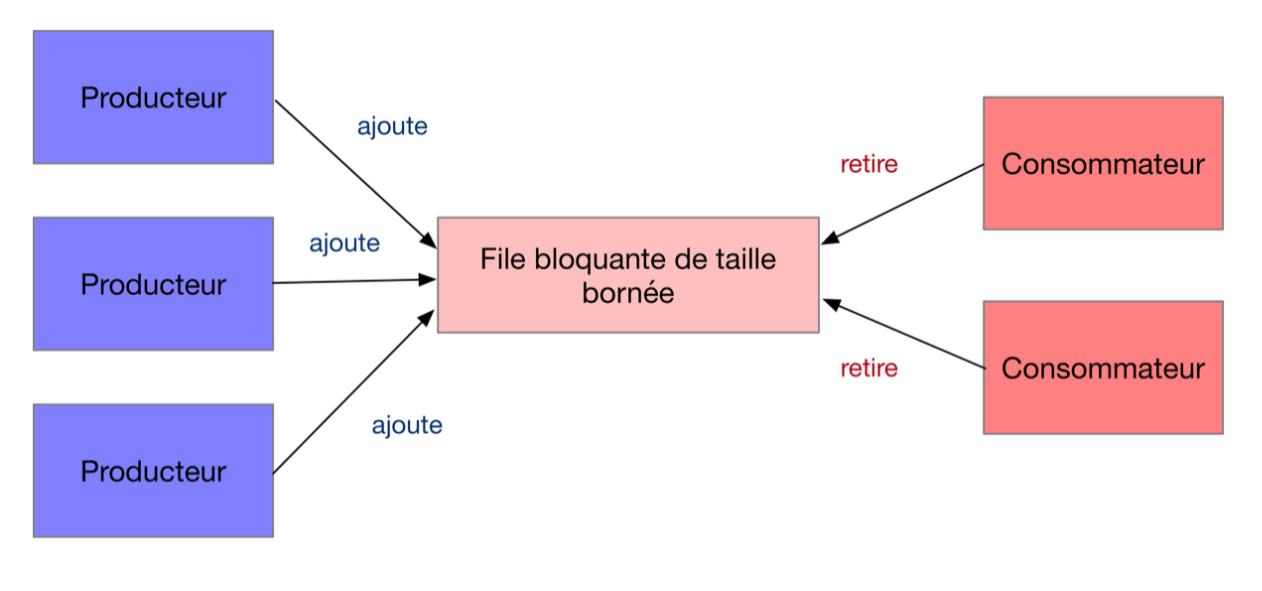 Producteur
ajoute
Producteur
ajoute
Producteur
ajoute
File bloquante de taille
bornée
retire
Consommateur
retire
Consommateur